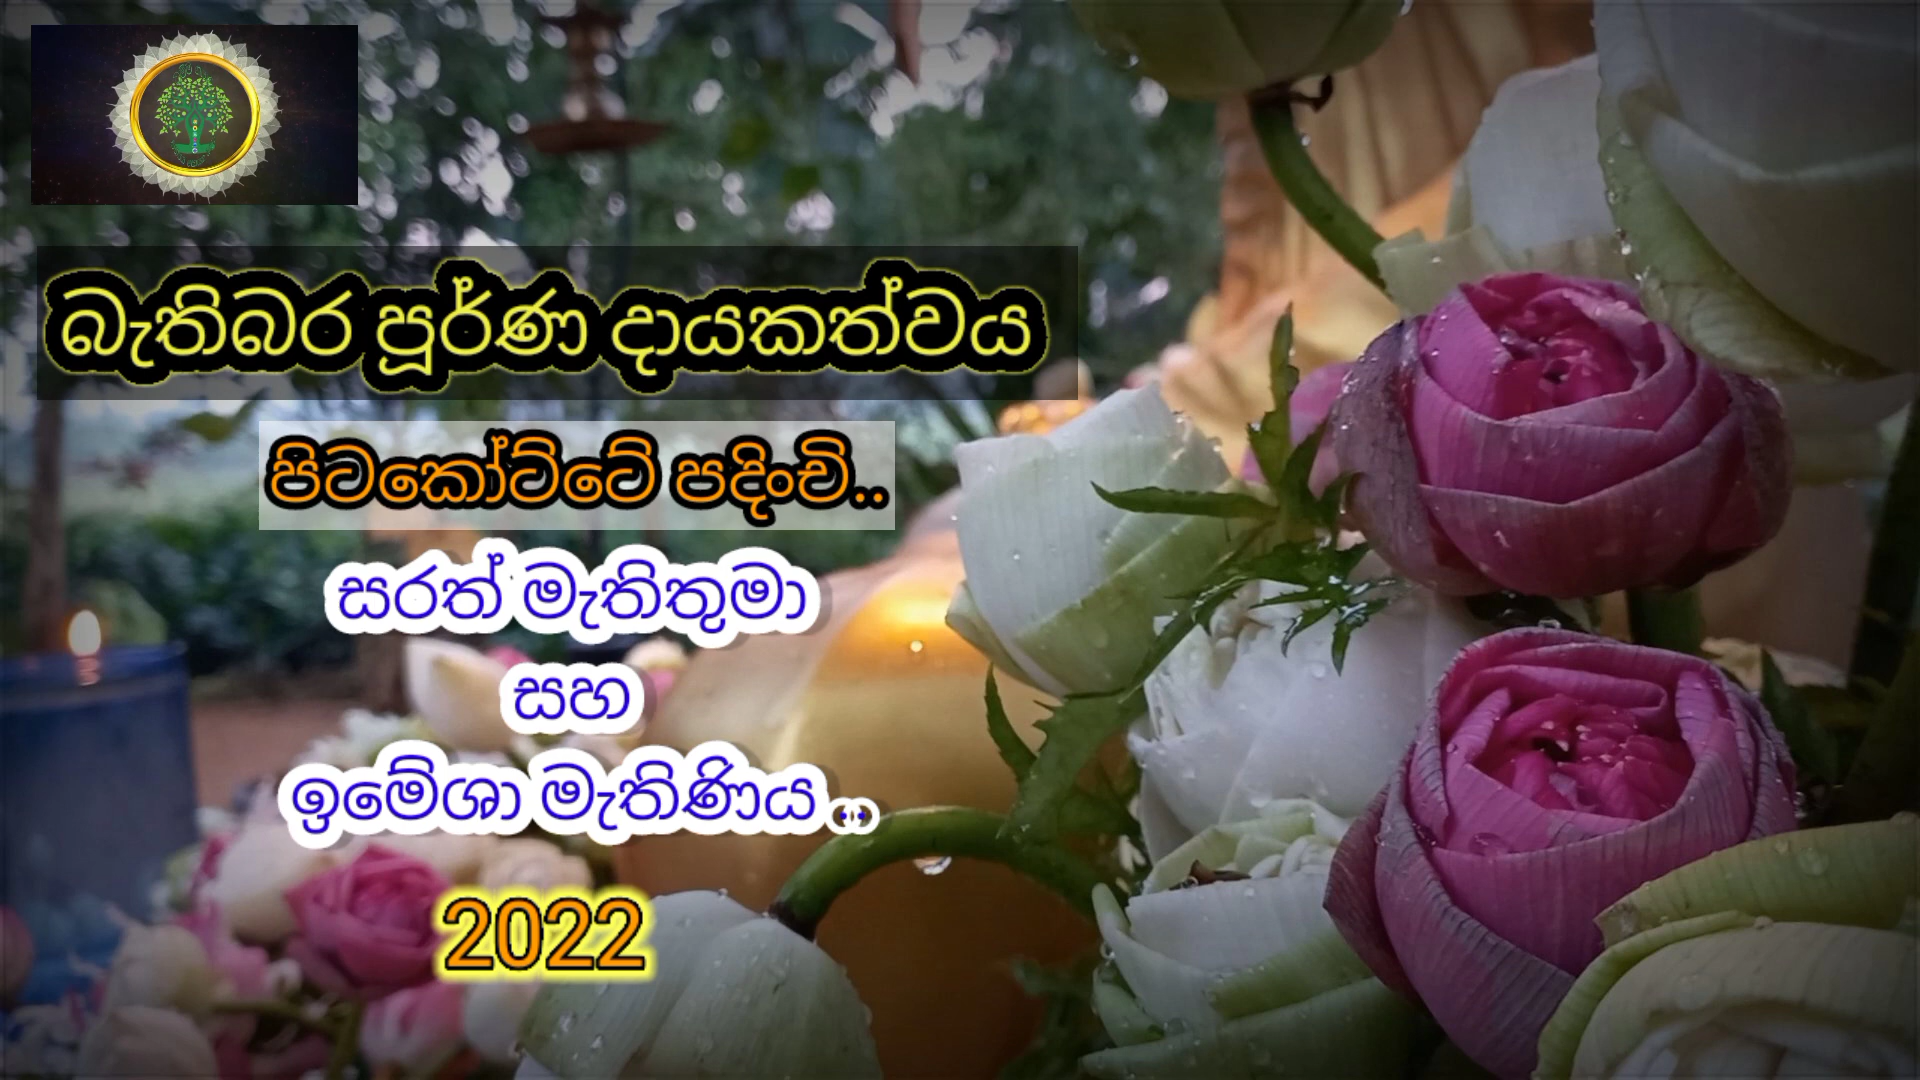 බැතිබර පූර්ණ දායකත්වය
පිටකෝට්ටේ පදිංචි..
සරත් මැතිතුමා
සහ
ඉමේශා මැතිණිය..
2022